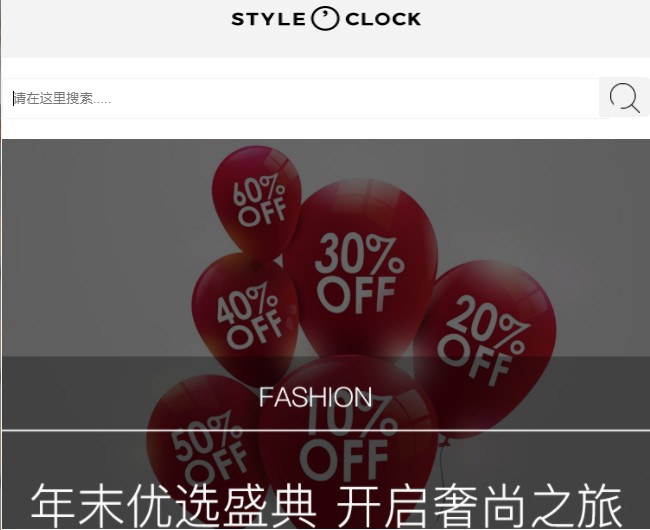 STYLE O'CLOCK
请在这里搜索.....
60%
OFF
30%
OFF
40%
OFF
20%
OFF
FASHION
10%
OFF
50%
OFF
年末优选盛典 开启奢尚之旅